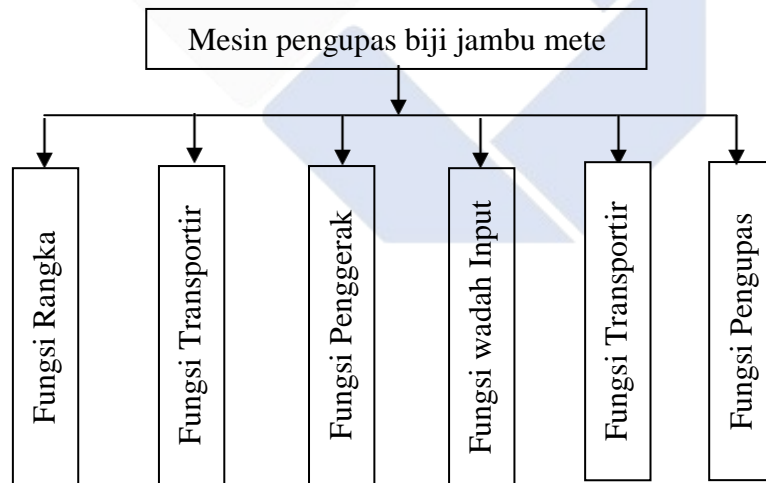 Mesin pengupas biji jambu mete
Fungsi Rangka
Fungsi Transportir
Fungsi Penggerak
Fungsi wadah Input
Fungsi Transportir
Fungsi Pengupas